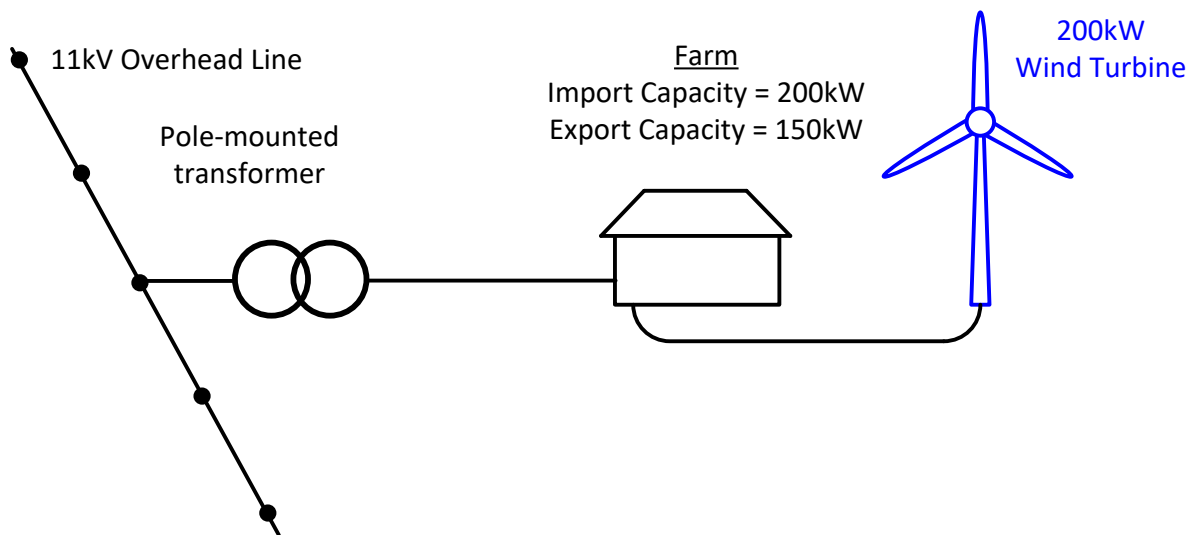 11kV Overhead Line
Pole-mounted
transformer
Farm
Import Capacity = 200kW
Export Capacity = 150kW
200kW
Wind Turbine